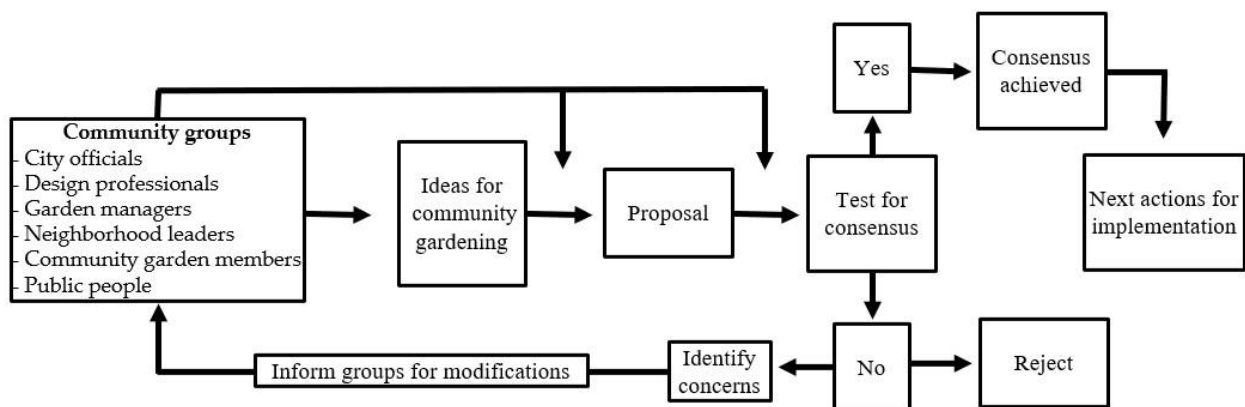 Community groups
- City officials
- Design professionals
- Garden managers
- Neighborhood leaders
- Community garden members
- Public people
Ideas for
community
gardening
Proposal
Test for
consensus
Yes
Consensus
achieved
Next actions for
implementation
No
Reject
Identify
concerns
Inform groups for modifications